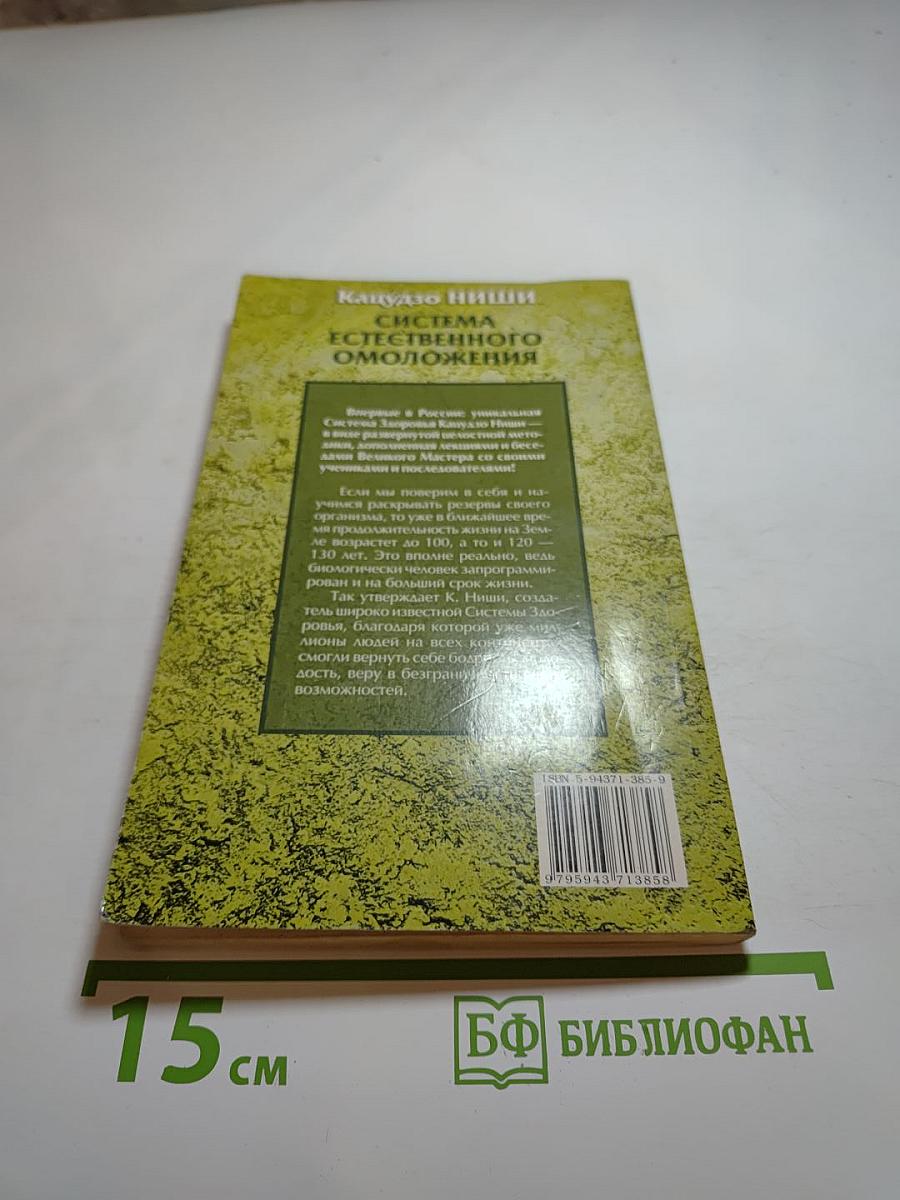 Кацудзо НИШИ
СИСТЕМА
ЕСТЕСТВЕННОГО
ОМОЛОЖЕНИЯ
Впервые в России: уникальная
Система Здоровья Кацудзо Ниши —
в виде развернутой целостной мето-
дики, дополненная лекциями и бесе-
дами Великого Мастера со своими
учениками и последователями!
Если мы поверим в себя и на-
учимся раскрывать резервы своего
организма, то уже в ближайшее вре-
мя продолжительность жизни на Зем-
ле возрастет до 100, а то и 120 —
130 лет. Это вполне реально, ведь
биологически человек запрограмми-
рован и на больший срок жизни.
Так утверждает К. Ниши, созда-
тель широко известной Системы Здо-
ровья, благодаря которой уже мил-
лионы людей на всех
смогли вернуть себе
дость, веру в
возможностей.
ISBN 5-94371-385-9
9795943713858
15 см
БФ БИБЛИОФАН